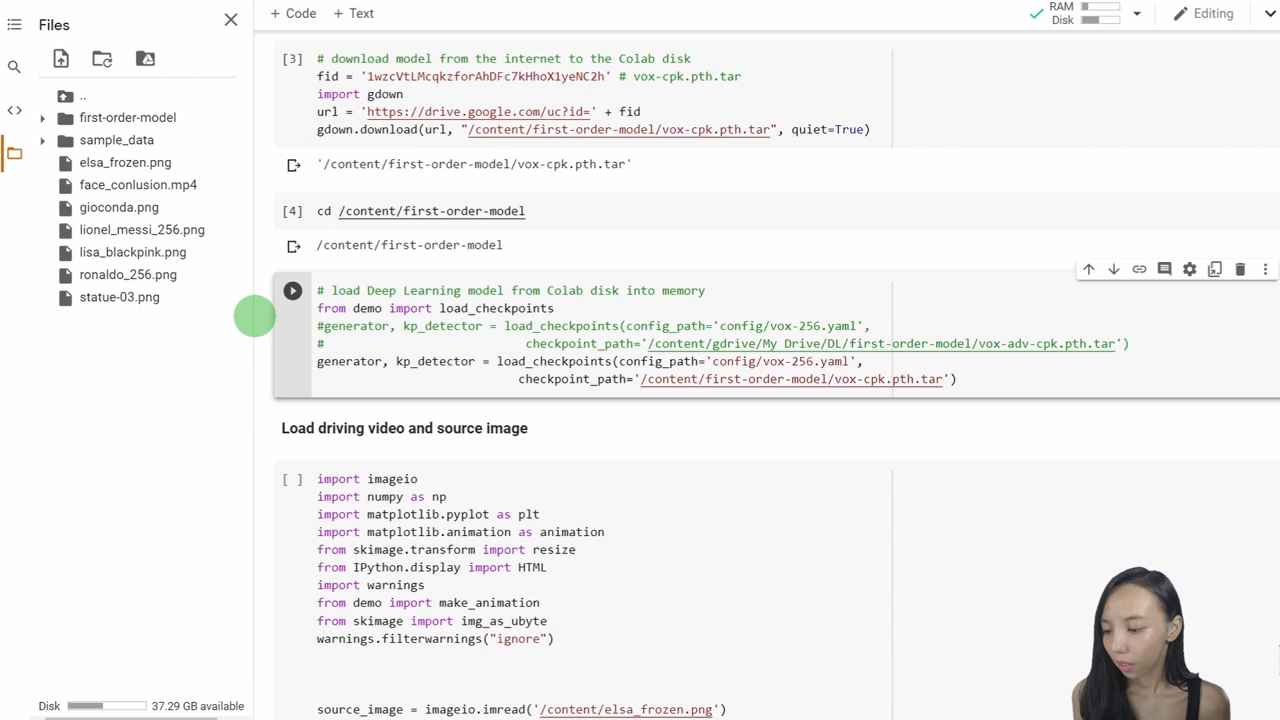 Files
+ Code + Text
RAM
Disk
Editing
..
first-order-model
sample_data
elsa_frozen.png
face_conlusion.mp4
gioconda.png
lionel_messi_256.png
lisa_blackpink.png
ronaldo_256.png
statue-03.png
Disk 37.29 GB available
[3] # download model from the internet to the Colab disk
fid = '1wzcVtLMcqkzforAhDFc7kHhoX1yeNC2h' # vox-cpk.pth.tar
import gdown
url = 'https://drive.google.com/uc?id=' + fid
gdown.download(url, "/content/first-order-model/vox-cpk.pth.tar", quiet=True)
'/content/first-order-model/vox-cpk.pth.tar'
[4] cd /content/first-order-model
/content/first-order-model
# load Deep Learning model from Colab disk into memory
from demo import load_checkpoints
#generator, kp_detector = load_checkpoints(config_path='config/vox-256.yaml',
# checkpoint_path='/content/gdrive/My Drive/DL/first-order-model/vox-adv-cpk.pth.tar')
generator, kp_detector = load_checkpoints(config_path='config/vox-256.yaml',
checkpoint_path='/content/first-order-model/vox-cpk.pth.tar')
Load driving video and source image
[ ] import imageio
import numpy as np
import matplotlib.pyplot as plt
import matplotlib.animation as animation
from skimage.transform import resize
from IPython.display import HTML
import warnings
from demo import make_animation
from skimage import img_as_ubyte
warnings.filterwarnings("ignore")
source_image = imageio.imread('/content/elsa_frozen.png')